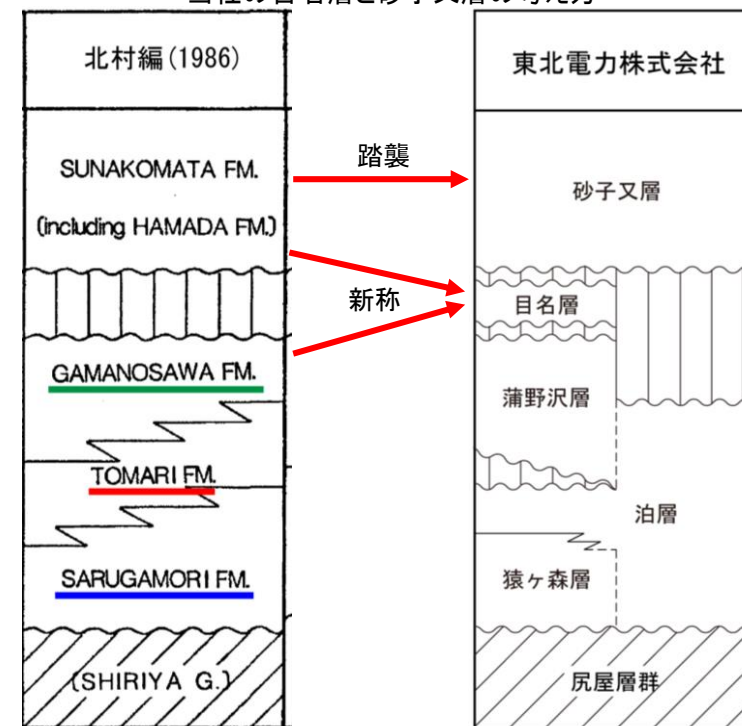 北村編(1986)
SUNAKOMATA FM.
(including HAMADA FM.)
GAMANOSAWA FM.
TOMARI FM.
SARUGAMORI FM.
(SHIRIYA G.)
踏襲
新称
東北電力株式会社
砂子又層
目名層
蒲野沢層
泊層
猿ヶ森層
尻屋層群